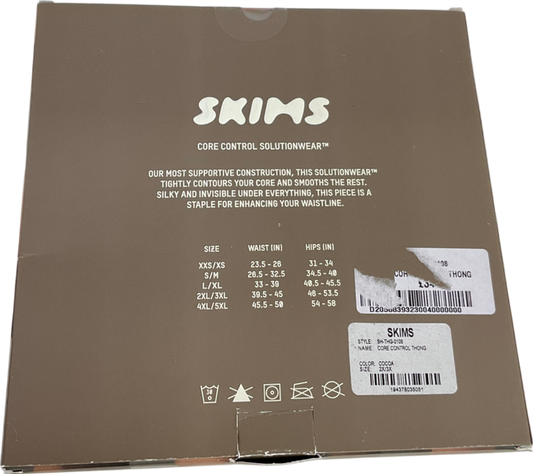 SKIMS
CORE CONTROL SOLUTIONWEAR™
OUR MOST SUPPORTIVE CONSTRUCTION, THIS SOLUTIONWEAR™
TIGHTLY CONTOURS YOUR CORE AND SMOOTHS THE REST.
SILKY AND INVISIBLE UNDER EVERYTHING, THIS PIECE IS A
STAPLE FOR ENHANCING YOUR WAISTLINE.
SIZE WAIST (IN) HIPS (IN)
XXS/XS 23.5 - 26 31 - 34
S/M 26.5 - 32.5 34.5 - 40
L/XL 33 - 39 40.5 - 45.5
2XL/3XL 39.5 - 45 46 - 53.5
4XL/5XL 45.5 - 50 54 - 58
THONG
SKIMS
STYLE: SH-THG-0108
NAME: CORE CONTROL THONG
COLOR: COCOA
SIZE: 2X/3X
194378035081